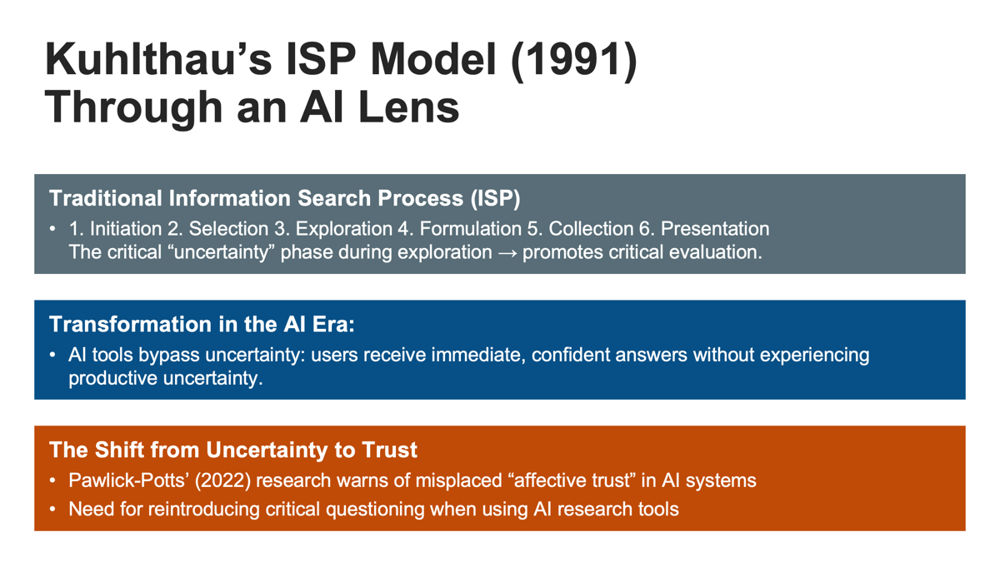 Kuhlthau’s ISP Model (1991)
Through an AI Lens
Traditional Information Search Process (ISP)
• 1. Initiation 2. Selection 3. Exploration 4. Formulation 5. Collection 6. Presentation
The critical “uncertainty” phase during exploration → promotes critical evaluation.
Transformation in the AI Era:
• AI tools bypass uncertainty: users receive immediate, confident answers without experiencing
productive uncertainty.
The Shift from Uncertainty to Trust
• Pawlick-Potts’ (2022) research warns of misplaced “affective trust” in AI systems
• Need for reintroducing critical questioning when using AI research tools